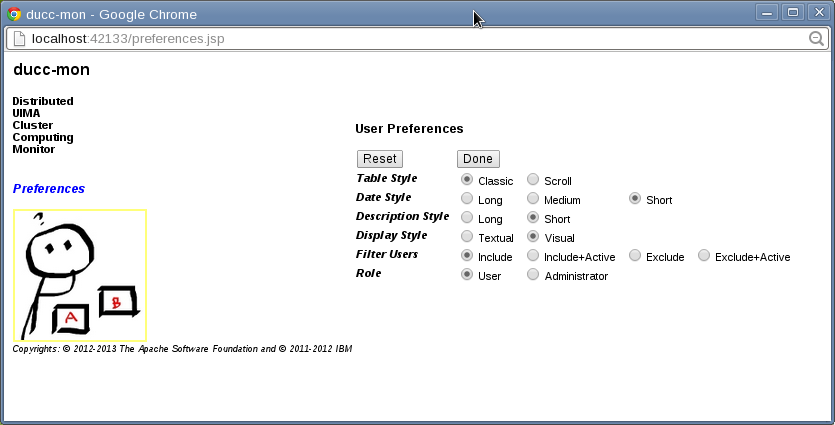 ducc-mon - Google Chrome
localhost:42133/preferences.jsp
ducc-mon
Distributed
UIMA
Cluster
Computing
Monitor
Preferences
?
A
B
Copyrights: © 2012-2013 The Apache Software Foundation and © 2011-2012 IBM
User Preferences
Reset Done
Table Style Classic Scroll
Date Style Long Medium Short
Description Style Long Short
Display Style Textual Visual
Filter Users Include Include+Active Exclude Exclude+Active
Role User Administrator